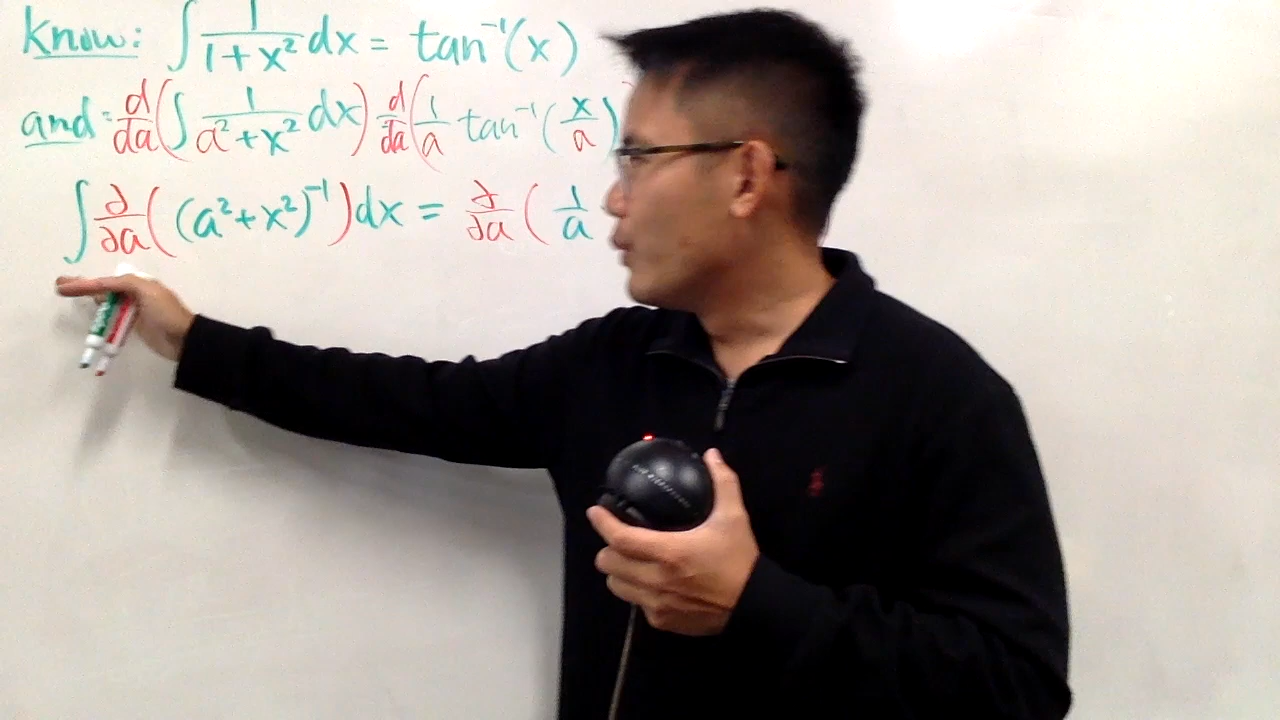 know: ∫ 1/(1+x²) dx = tan⁻¹(x)
and: d/da (∫ 1/(a²+x²) dx) d/da (1/a tan⁻¹(x/a)
∫ ∂/∂a ((a²+x²)⁻¹) dx = ∂/∂a (1/a